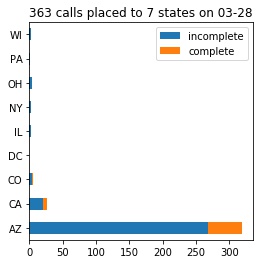 363 calls placed to 7 states on 03-28
incomplete
complete
WI
PA
OH
NY
IL
DC
CO
CA
AZ
0 50 100 150 200 250 300